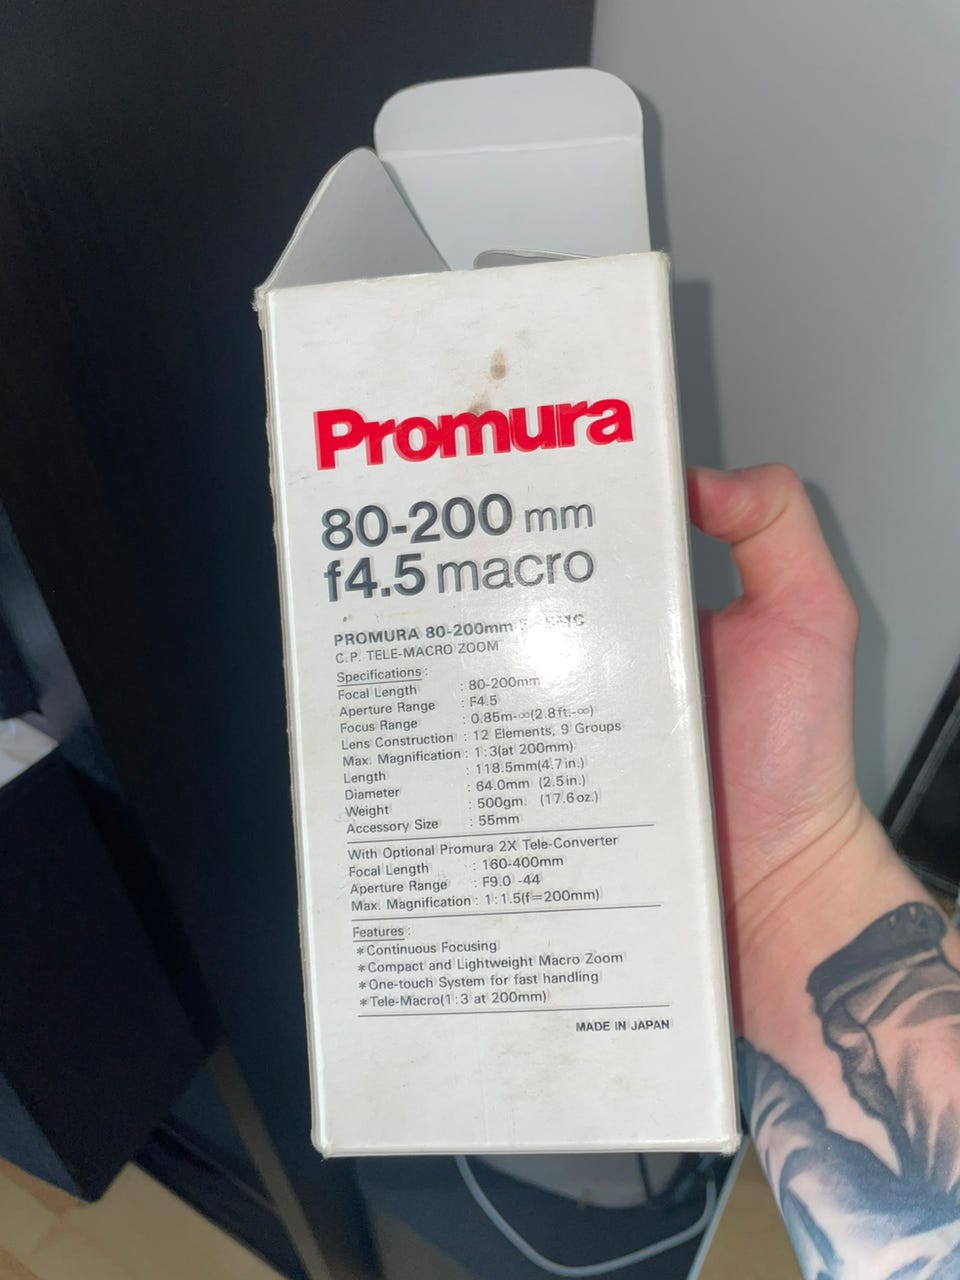 Promura
80-200 mm
f4.5 macro
PROMURA 80-200mm
C.P. TELE-MACRO ZOOM
Specifications:
Focal Length : 80-200mm
Aperture Range : F4.5
Focus Range : 0.85m-∞(2.8ft.-∞)
Lens Construction : 12 Elements, 9 Groups
Max. Magnification : 1:3(at 200mm)
Length : 118.5mm(4.7in.)
Diameter : 64.0mm (2.5in.)
Weight : 500gm. (17.6oz.)
Accessory Size : 55mm
With Optional Promura 2X Tele-Converter
Focal Length : 160-400mm
Aperture Range : F9.0 -44
Max. Magnification : 1:1.5(f=200mm)
Features:
*Continuous Focusing
*Compact and Lightweight Macro Zoom
*One-touch System for fast handling
*Tele-Macro(1:3 at 200mm)
MADE IN JAPAN